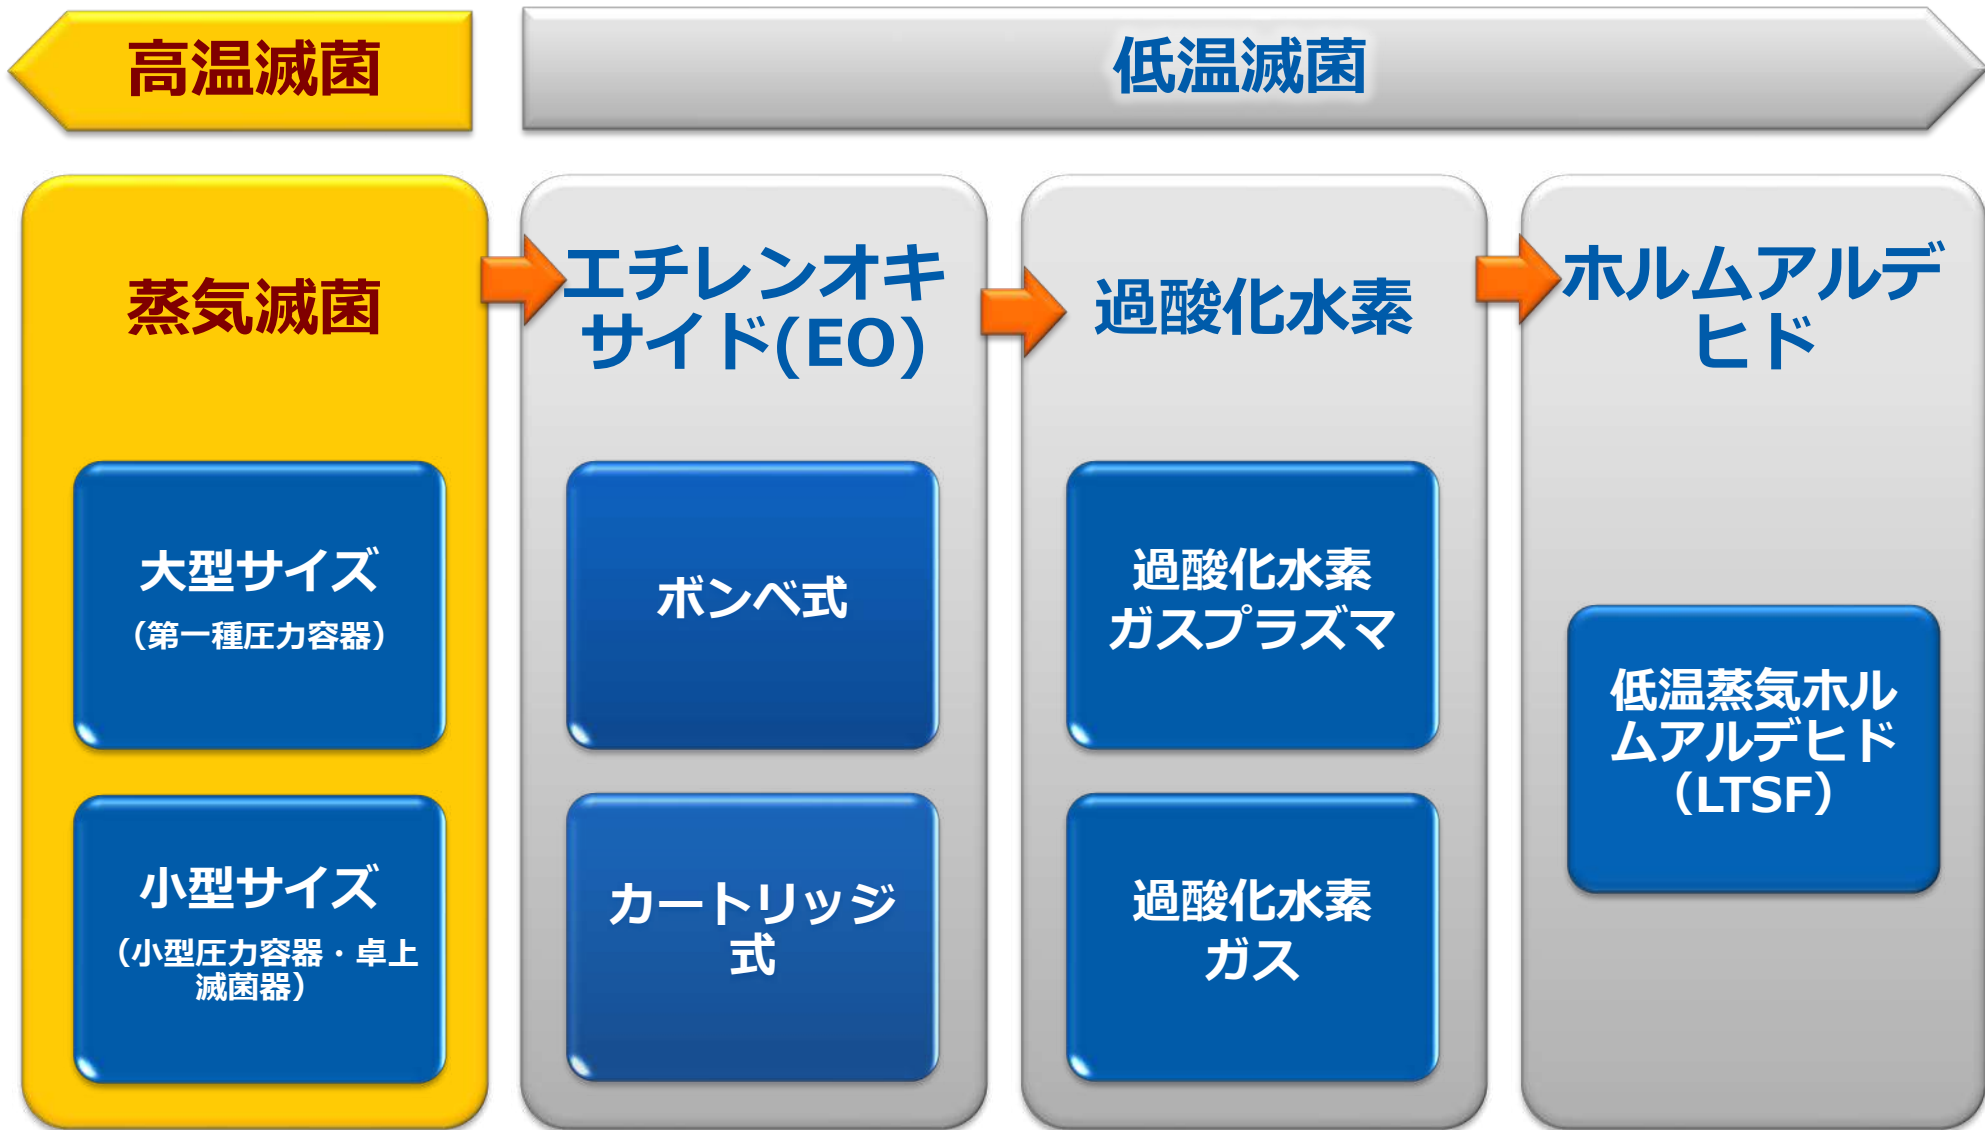 高温滅菌
低温滅菌
蒸気滅菌
大型サイズ
（第一種圧力容器）
小型サイズ
（小型圧力容器・卓上
滅菌器）
エチレンオキ
サイド(EO)
ボンベ式
カートリッジ
式
過酸化水素
過酸化水素
ガスプラズマ
過酸化水素
ガス
ホルムアルデ
ヒド
低温蒸気ホル
ムアルデヒド
（LTSF）